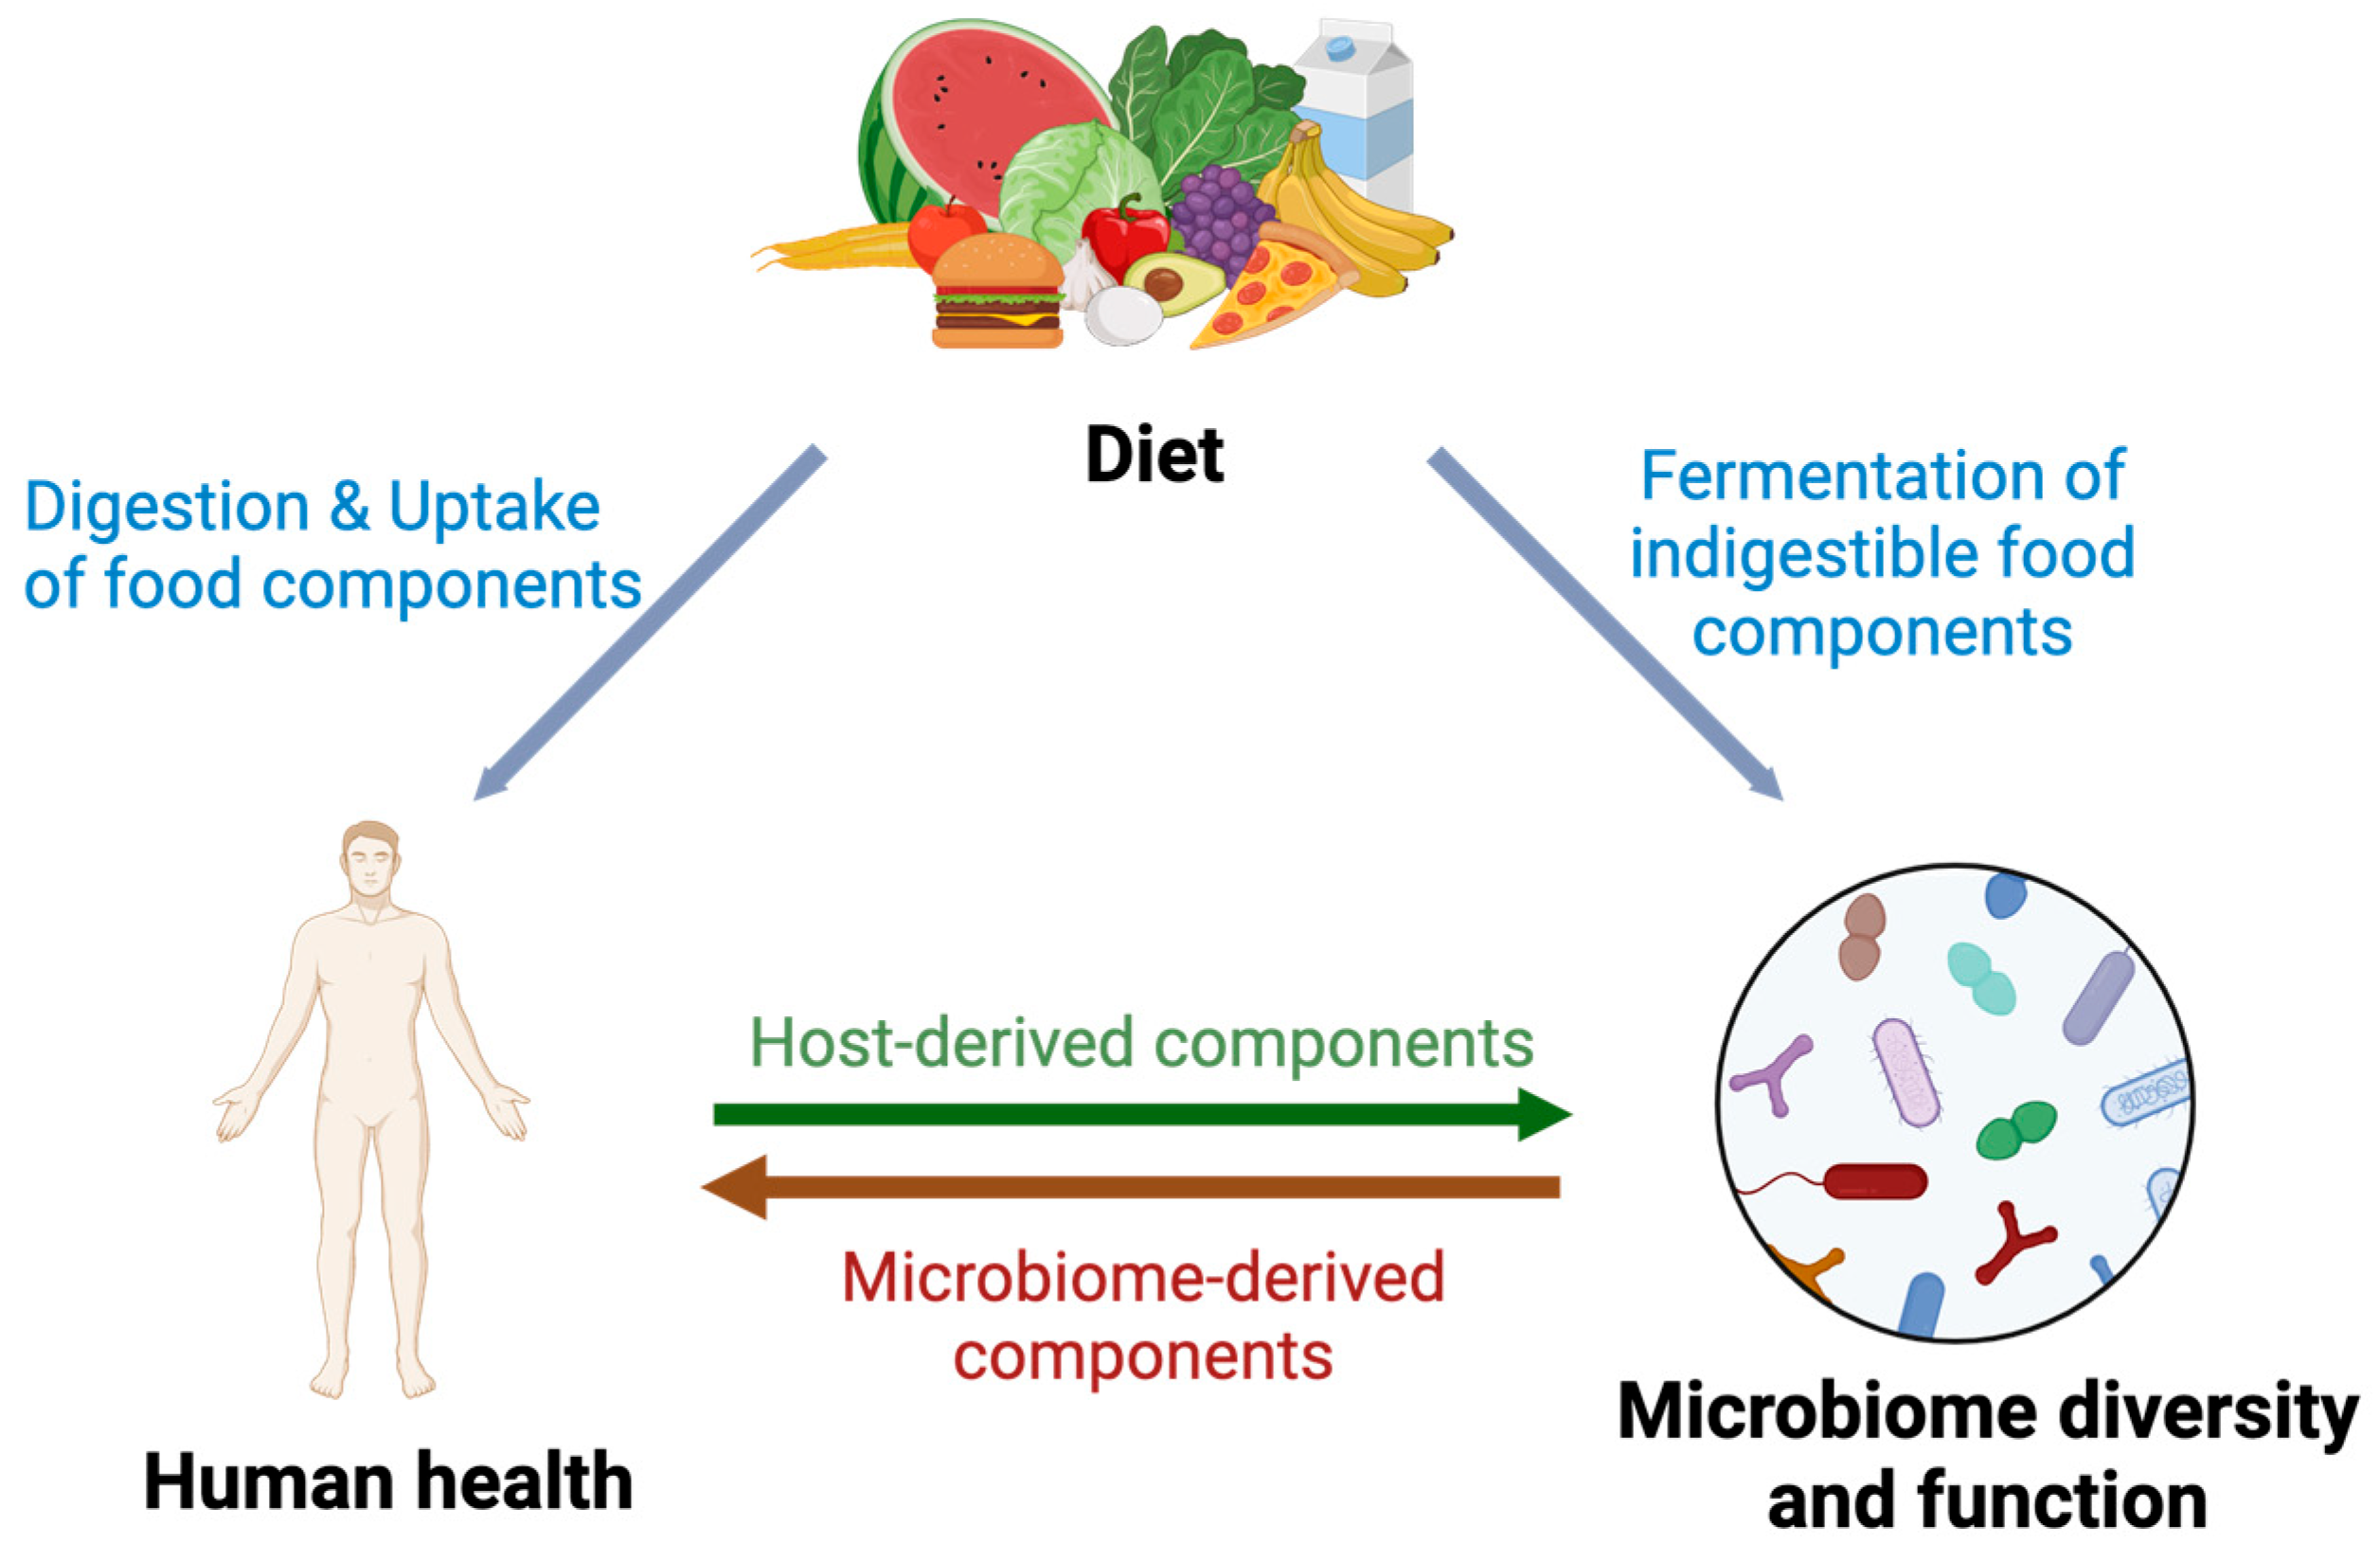 Diet
Digestion & Uptake
of food components
Fermentation of
indigestible food
components
Host-derived components
Microbiome-derived
components
Human health
Microbiome diversity
and function